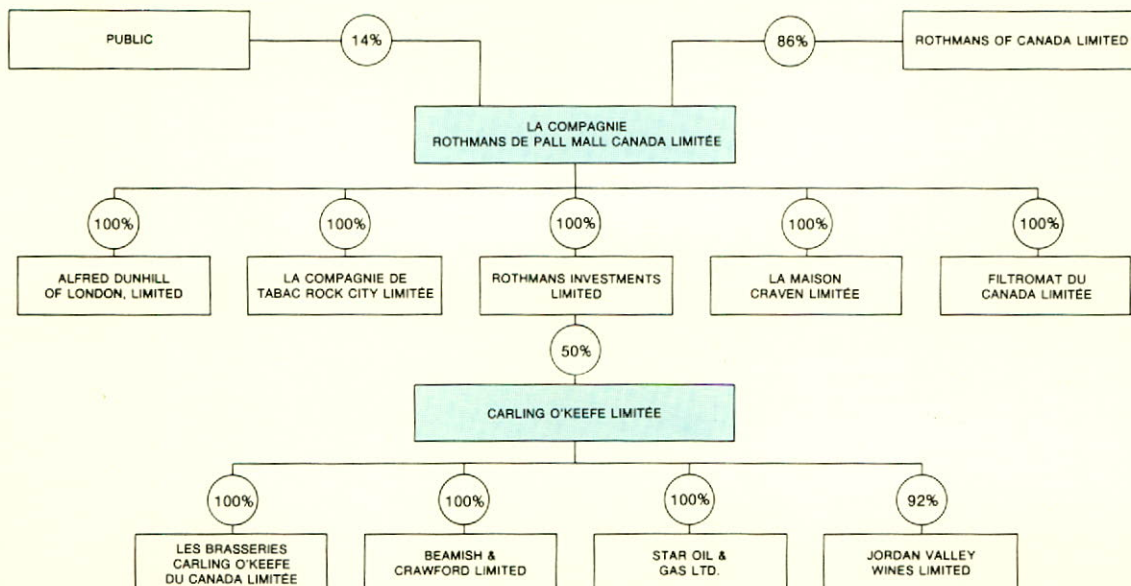 PUBLIC
14%
86%
ROTHMANS OF CANADA LIMITED
LA COMPAGNIE
ROTHMANS DE PALL MALL CANADA LIMITÉE
100%
100%
100%
100%
100%
ALFRED DUNHILL
OF LONDON, LIMITED
LA COMPAGNIE DE
TABAC ROCK CITY LIMITÉE
ROTHMANS INVESTMENTS
LIMITED
LA MAISON
CRAVEN LIMITÉE
FILTROMAT DU
CANADA LIMITÉE
50%
CARLING O'KEEFE LIMITÉE
100%
100%
100%
92%
LES BRASSERIES
CARLING O'KEEFE
DU CANADA LIMITÉE
BEAMISH &
CRAWFORD LIMITED
STAR OIL &
GAS LTD.
JORDAN VALLEY
WINES LIMITED